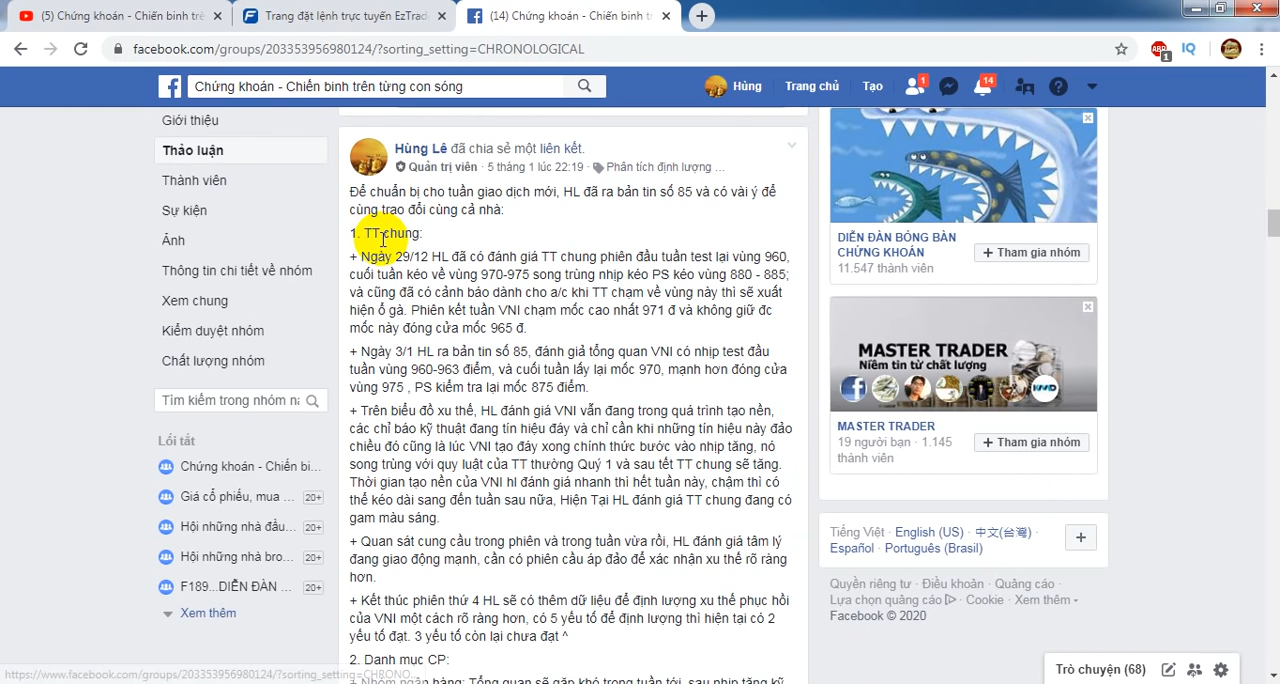 (5) Chứng khoán - Chiến binh trê
Trang đặt lệnh trực tuyến EzTrad
(14) Chứng khoán - Chiến binh tr
facebook.com/groups/203353956980124/?sorting_setting=CHRONOLOGICAL
ABP
1
IQ
Chứng khoán - Chiến binh trên từng con sóng
Hùng
Trang chủ
Tạo
1
14
Giới thiệu
Thảo luận
Thành viên
Sự kiện
Ảnh
Thông tin chi tiết về nhóm
Xem chung
Kiểm duyệt nhóm
Chất lượng nhóm
Tìm kiếm trong nhóm nà
Lối tắt
Chứng khoán - Chiến bi...
Giá cổ phiếu, mua ... 20+
Hội những nhà đầu... 20+
Hội những nhà bro... 20+
F189...DIỄN ĐÀN ... 20+
Xem thêm
Hùng Lê đã chia sẻ một liên kết.
Quản trị viên · 5 tháng 1 lúc 22:19 · Phân tích định lượng ...
Để chuẩn bị cho tuần giao dịch mới, HL đã ra bản tin số 85 và có vài ý để
cùng trao đổi cùng cả nhà:
1. TT chung:
+ Ngày 29/12 HL đã có đánh giá TT chung phiên đầu tuần test lại vùng 960,
cuối tuần kéo về vùng 970-975 song trùng nhịp kéo PS kéo vùng 880 - 885;
và cũng đã có cảnh báo dành cho a/c khi TT chạm về vùng này thì sẽ xuất
hiện ổ gà. Phiên kết tuần VNI chạm mốc cao nhất 971 đ và không giữ đc
mốc này đóng cửa mốc 965 đ.
+ Ngày 3/1 HL ra bản tin số 85, đánh giá tổng quan VNI có nhịp test đầu
tuần vùng 960-963 điểm, và cuối tuần lấy lại mốc 970, mạnh hơn đóng cửa
vùng 975 , PS kiểm tra lại mốc 875 điểm.
+ Trên biểu đồ xu thế, HL đánh giá VNI vẫn đang trong quá trình tạo nền,
các chỉ báo kỹ thuật đang tín hiệu đáy và chỉ cần khi những tín hiệu này đảo
chiều đó cũng là lúc VNI tạo đáy xong chính thức bước vào nhịp tăng, nó
song trùng với quy luật của TT thường Quý 1 và sau tết TT chung sẽ tăng.
Thời gian tạo nền của VNI hl đánh giá nhanh thì hết tuần này, chậm thì có
thể kéo dài sang đến tuần sau nữa, Hiện Tại HL đánh giá TT chung đang có
gam màu sáng.
+ Quan sát cung cầu trong phiên và trong tuần vừa rồi, HL đánh giá tâm lý
đang giao động mạnh, cần có phiên cầu áp đảo để xác nhận xu thế rõ ràng
hơn.
+ Kết thúc phiên thứ 4 HL sẽ có thêm dữ liệu để định lượng xu thế phục hồi
của VNI một cách rõ ràng hơn, có 5 yếu tố để định lượng thì hiện tại có 2
yếu tố đạt. 3 yếu tố còn lại chưa đạt ^
2. Danh mục CP:
+ Nhóm ngân hàng: Tổng quan sẽ gặp khó trong tuần tới, sau nhịp tăng kỹ
DIỄN ĐÀN BÓNG BÀN
CHỨNG KHOÁN
11.547 thành viên
+ Tham gia nhóm
MASTER TRADER
Niềm tin từ chất lượng
MASTER TRADER
19 người bạn · 1.145
thành viên
+ Tham gia nhóm
Tiếng Việt · English (US) · 中文(台灣) ·
Español · Português (Brasil)
Quyền riêng tư · Điều khoản · Quảng cáo ·
Lựa chọn quảng cáo · Cookie · Xem thêm
Facebook © 2020
https://www.facebook.com/groups/203353956980124/?sorting_setting=CHRONO...
Trò chuyện (68)